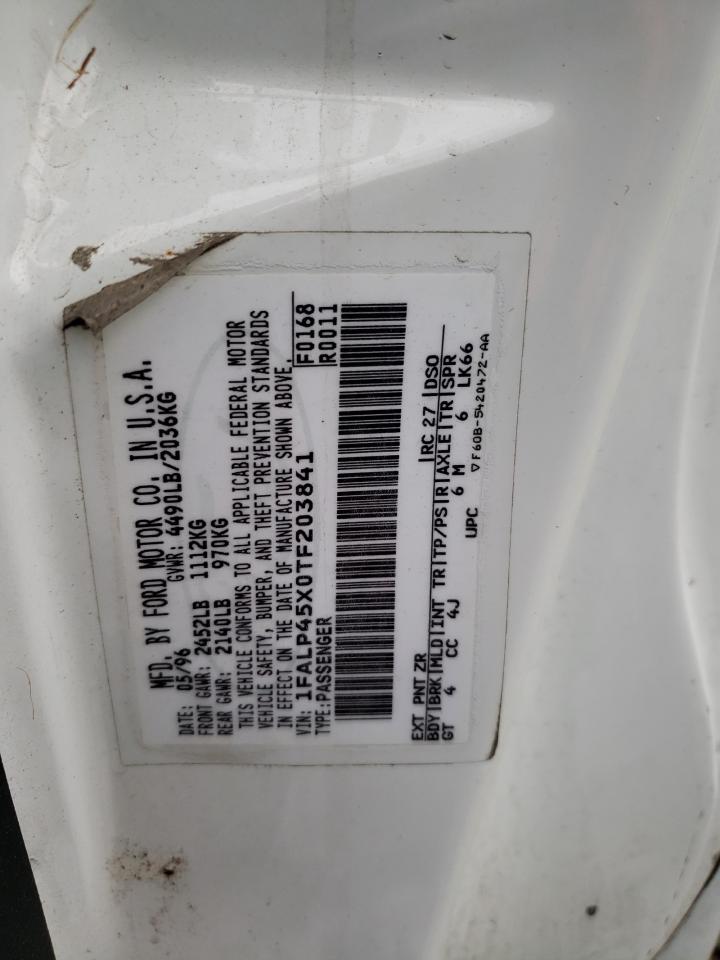 MFD. BY FORD MOTOR CO. IN U.S.A.
DATE: 05/96 GVWR: 4490LB/2036KG
FRONT GAWR: 2452LB 1112KG
REAR GAWR: 2140LB 970KG
THIS VEHICLE CONFORMS TO ALL APPLICABLE FEDERAL MOTOR
VEHICLE SAFETY, BUMPER, AND THEFT PREVENTION STANDARDS
IN EFFECT ON THE DATE OF MANUFACTURE SHOWN ABOVE.
VIN: 1FALP45X0TF203841 F0168
TYPE: PASSENGER R0011
EXT PNT ZR RC 27 DSO
BDY BRK MLD INT TR TP/PS R AXLE TR SPR
GT 4 CC 4J 6 M 6 LK66
UPC ▽F60B-5420472-AA